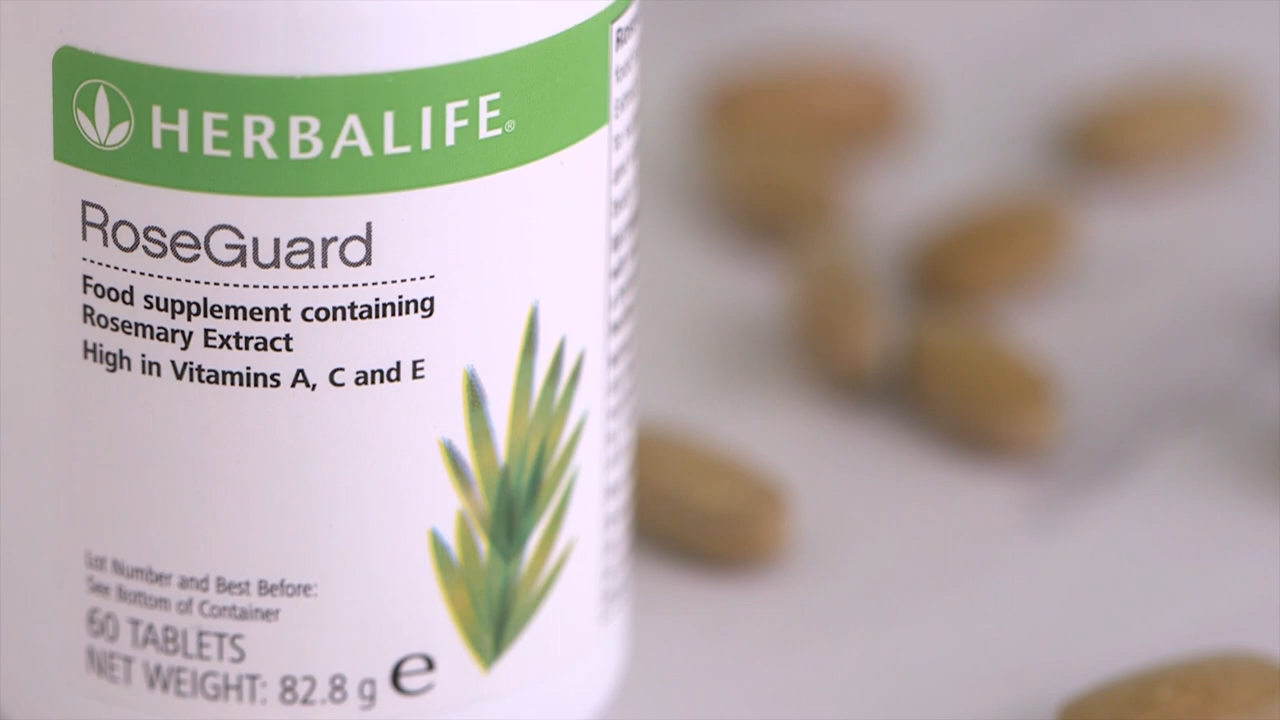 HERBALIFE®
RoseGuard
Food supplement containing
Rosemary Extract
High in Vitamins A, C and E
Lot Number and Best Before:
See Bottom of Container
60 TABLETS
NET WEIGHT: 82.8 g e